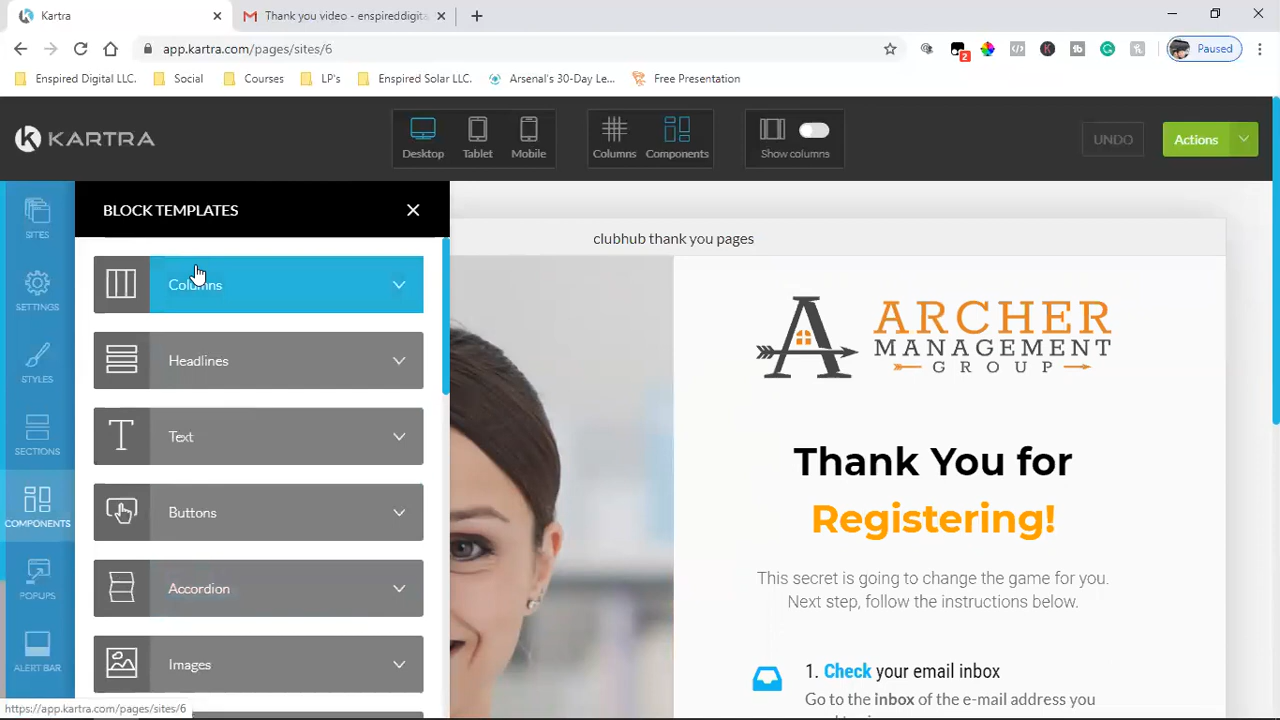 Kartra
Thank you video - enspireddigita
app.kartra.com/pages/sites/6
2
Paused
Enspired Digital LLC.
Social
Courses
LP's
Enspired Solar LLC.
Arsenal's 30-Day Le...
Free Presentation
KARTRA
Desktop
Tablet
Mobile
Columns
Components
Show columns
UNDO
Actions
SITES
SETTINGS
STYLES
SECTIONS
COMPONENTS
POPUPS
ALERT BAR
BLOCK TEMPLATES
Columns
Headlines
Text
Buttons
Accordion
Images
clubhub thank you pages
ARCHER
MANAGEMENT
GROUP
Thank You for
Registering!
This secret is going to change the game for you.
Next step, follow the instructions below.
1. Check your email inbox
Go to the inbox of the e-mail address you
https://app.kartra.com/pages/sites/6